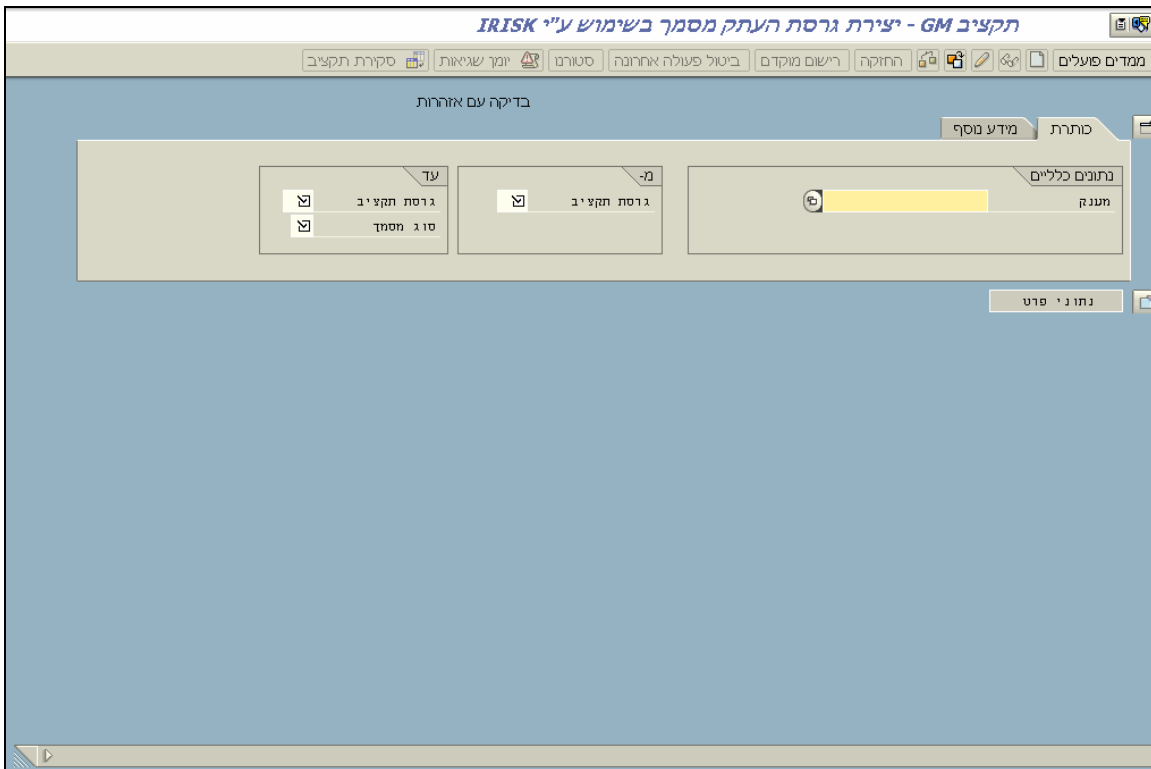 תקציב GM - יצירת גרסת העתק מסמך בשימוש ע"י IRISK
ממדים פועלים החזקה רישום מוקדם ביטול פעולה אחרונה סטורנו יומן שגיאות סקירת תקציב
בדיקה עם אזהרות
כותרת מידע נוסף
נתונים כלליים מ- עד
מענק גרסת תקציב גרסת תקציב
סוג מסמך
נתוני פרט